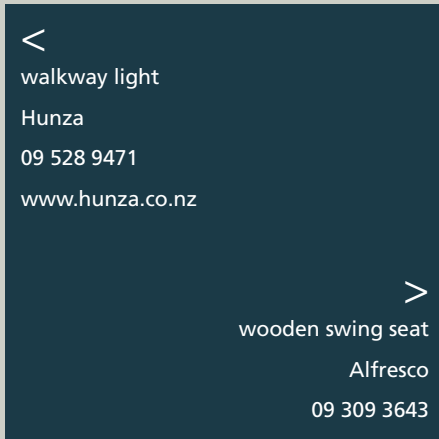 <
walkway light
Hunza
09 528 9471
www.hunza.co.nz
>
wooden swing seat
Alfresco
09 309 3643